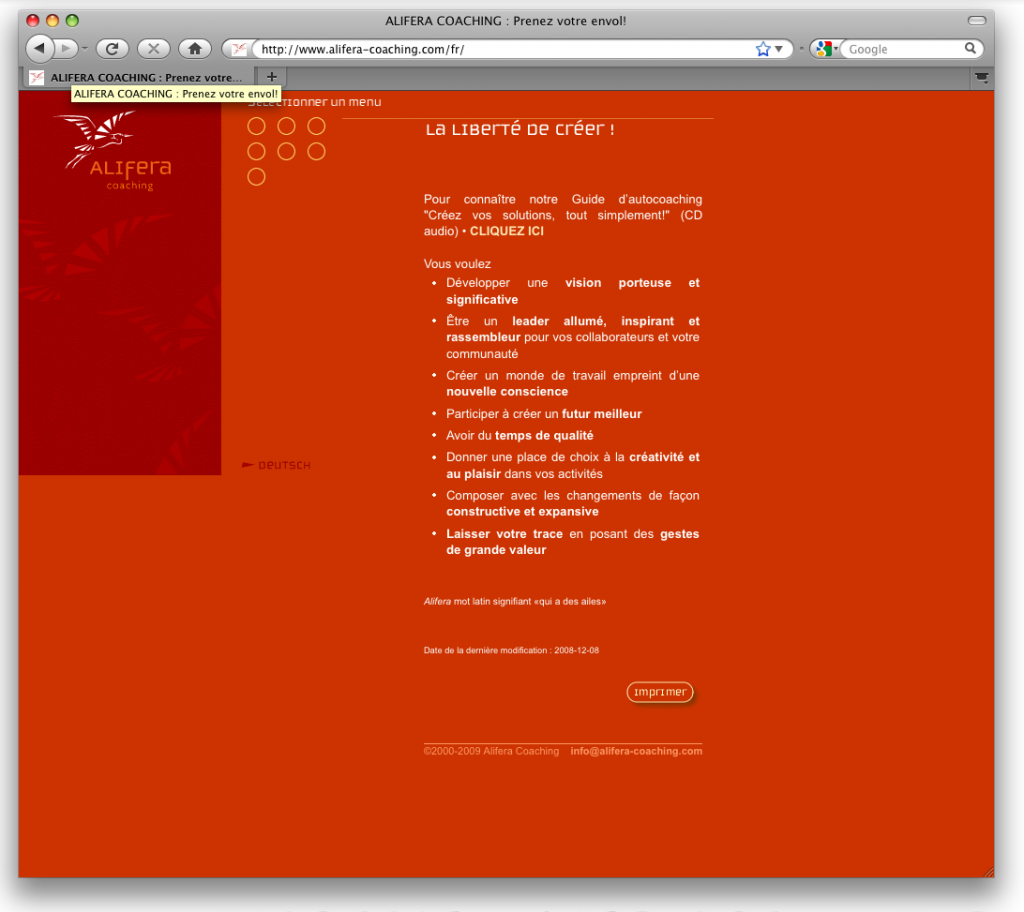 ALIFERA COACHING : Prenez votre envol!
http://www.alifera-coaching.com/fr/
Google
ALIFERA COACHING : Prenez votre...
ALIFERA COACHING : Prenez votre envol!
Sélectionner un menu
La Liberté de créer !
ALIfera
coaching
Pour connaître notre Guide d'autocoaching
"Créez vos solutions, tout simplement!" (CD
audio) • CLIQUEZ ICI
Vous voulez
• Développer une vision porteuse et
significative
• Être un leader allumé, inspirant et
rassembleur pour vos collaborateurs et votre
communauté
• Créer un monde de travail empreint d'une
nouvelle conscience
• Participer à créer un futur meilleur
• Avoir du temps de qualité
• Donner une place de choix à la créativité et
au plaisir dans vos activités
DEUTSCH
• Composer avec les changements de façon
constructive et expansive
• Laisser votre trace en posant des gestes
de grande valeur
Alifera mot latin signifiant «qui a des ailes»
Date de la dernière modification : 2008-12-08
Imprimer
©2000-2009 Alifera Coaching info@alifera-coaching.com